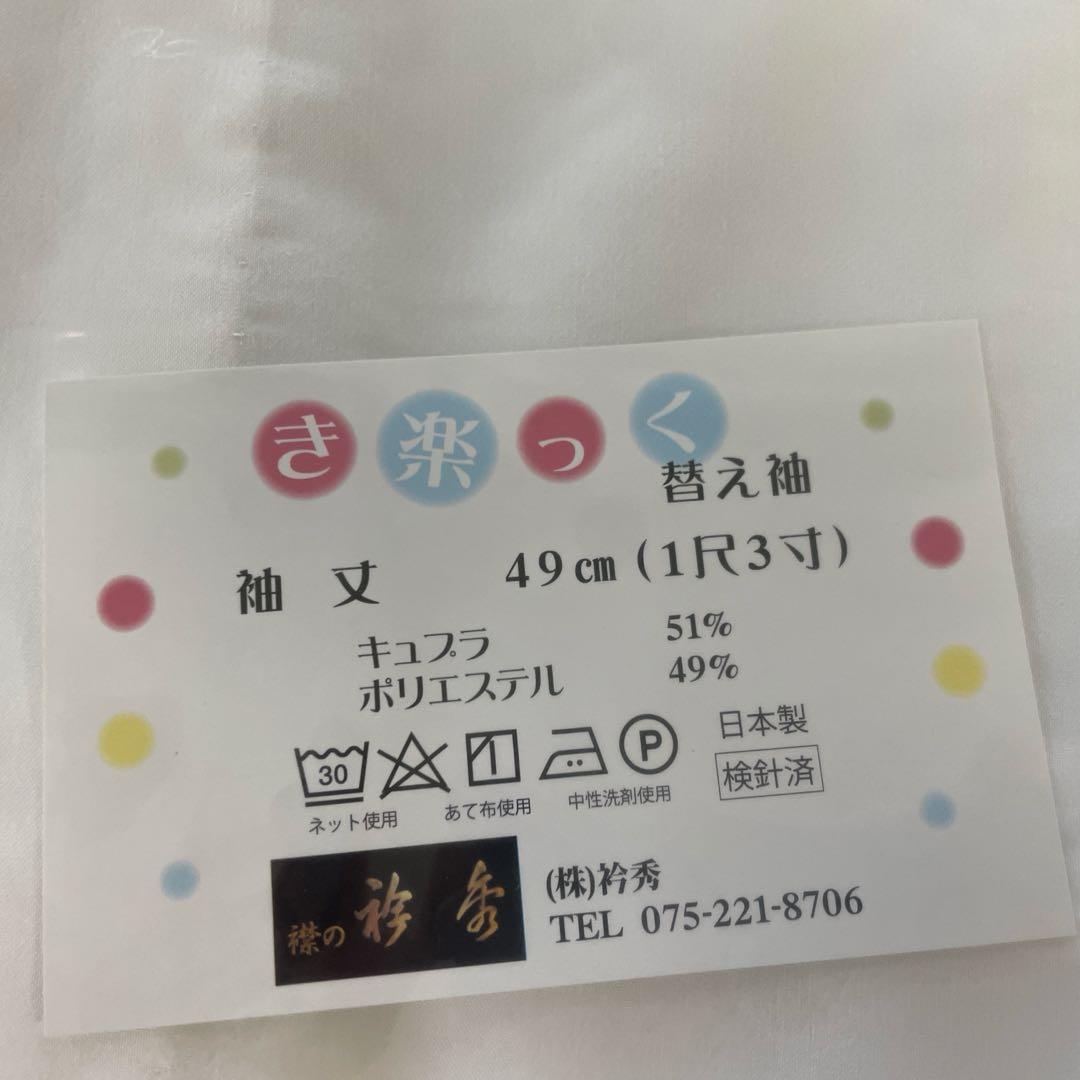 き楽っく
替え袖
袖 丈 49㎝(1尺3寸)
キュプラ 51%
ポリエステル 49%
30 P 日本製
ネット使用 あて布使用 中性洗剤使用 検針済
襟の 衿秀
(株)衿秀
TEL 075-221-8706